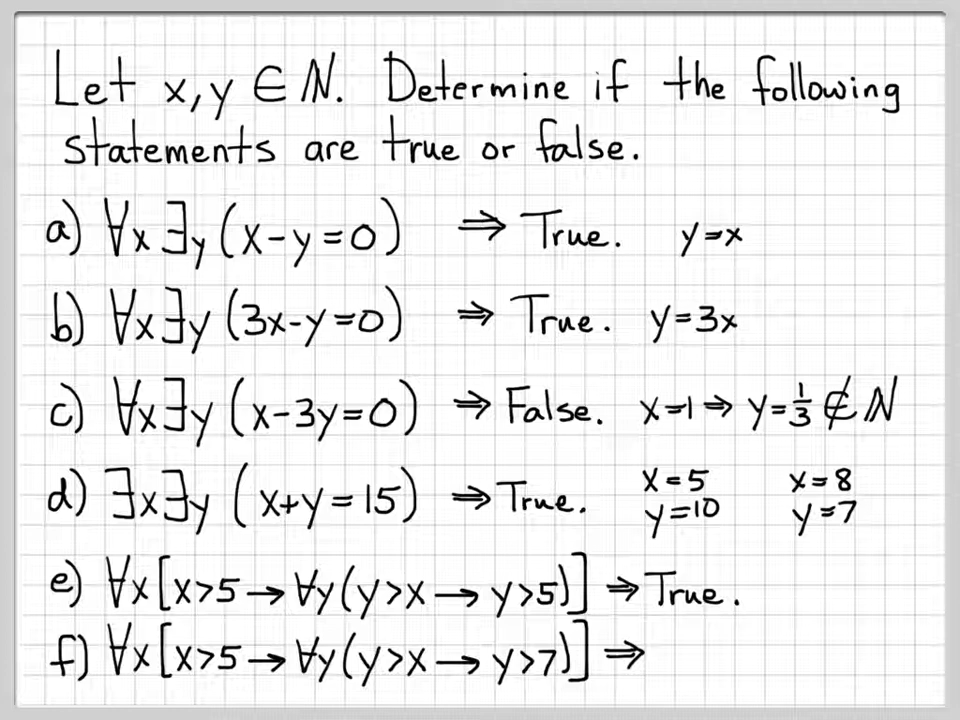 Let x, y ∈ ℕ. Determine if the following
statements are true or false.
a) ∀x∃y (x-y=0) ⇒ True. y=x
b) ∀x∃y (3x-y=0) ⇒ True. y=3x
c) ∀x∃y (x-3y=0) ⇒ False. x=1 ⇒ y=1/3 ∉ ℕ
d) ∃x∃y (x+y=15) ⇒ True. x=5 y=10 x=8 y=7
e) ∀x[x>5 → ∀y(y>x → y>5)] ⇒ True.
f) ∀x[x>5 → ∀y(y>x → y>7)] ⇒